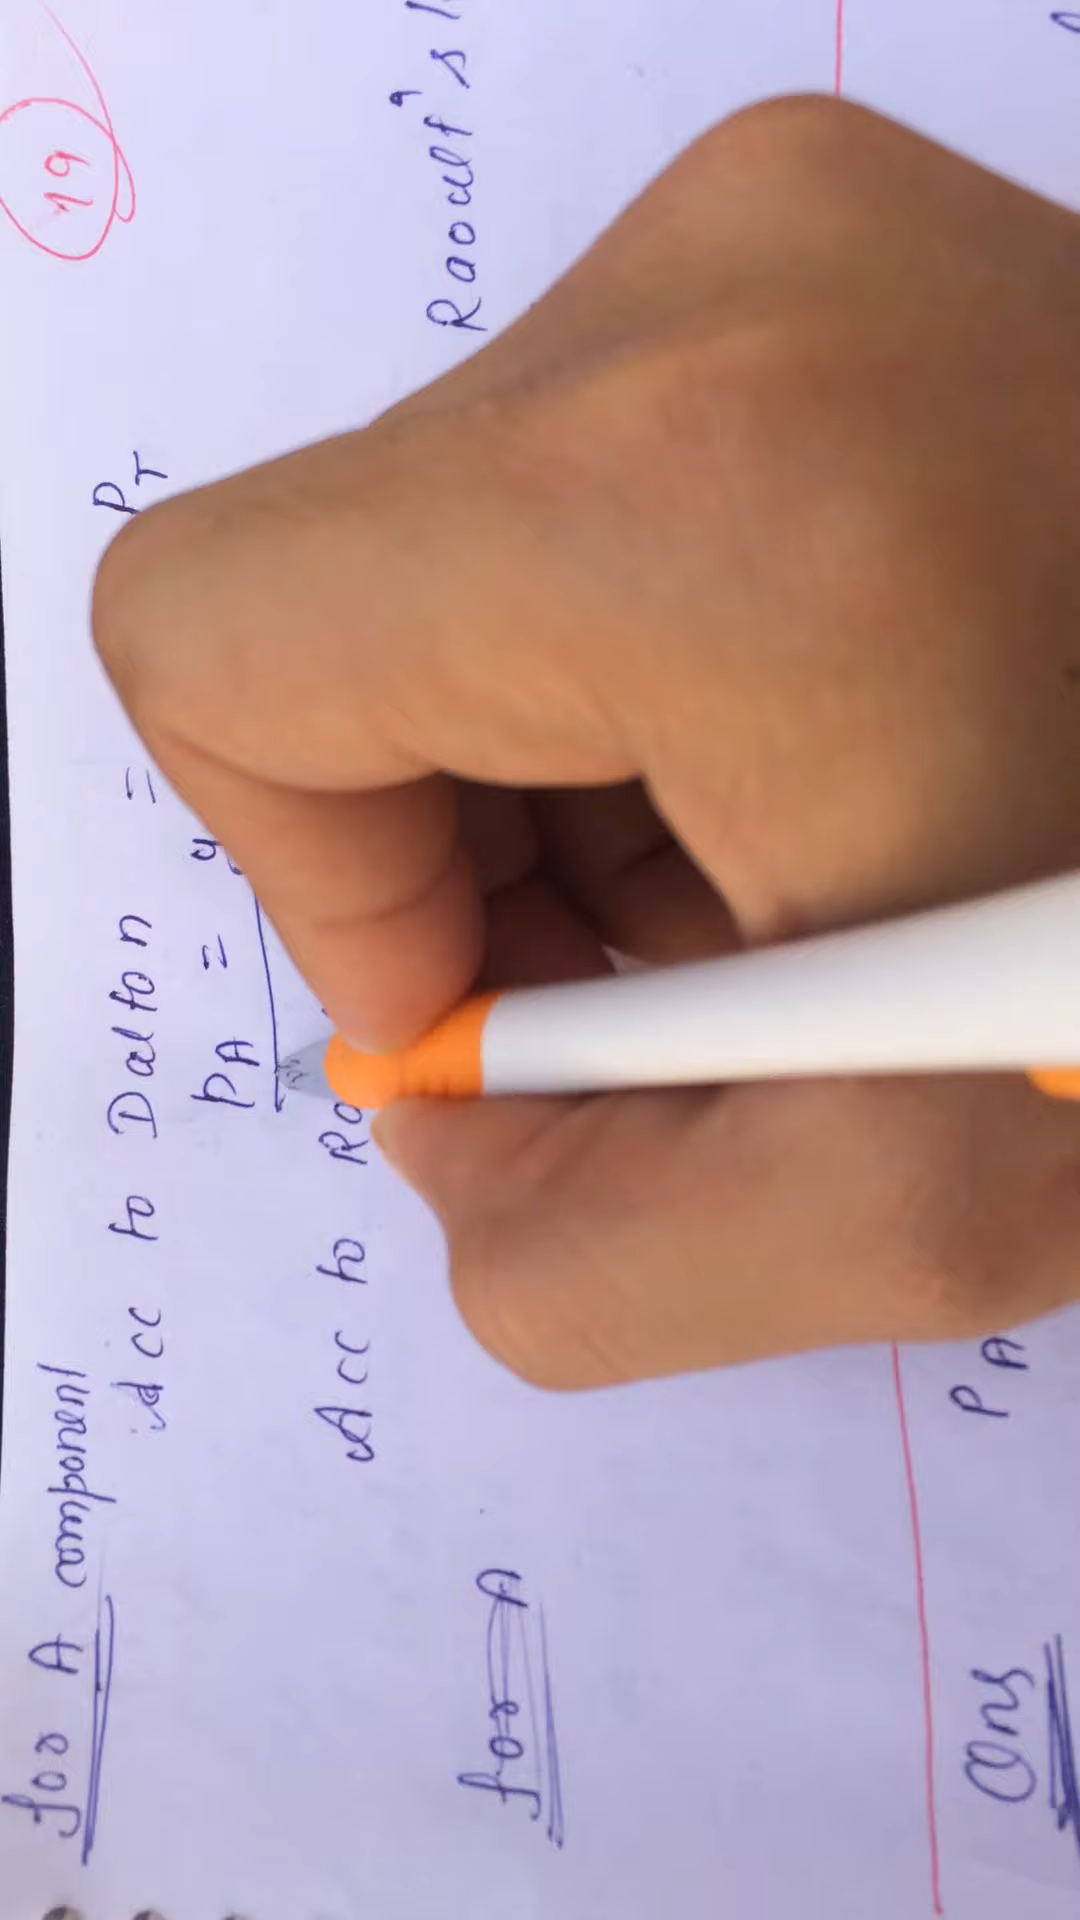 19
for A component
Acc to Dalton = PT
pA = y
Acc to
Raoult's
for A
PA
Ans